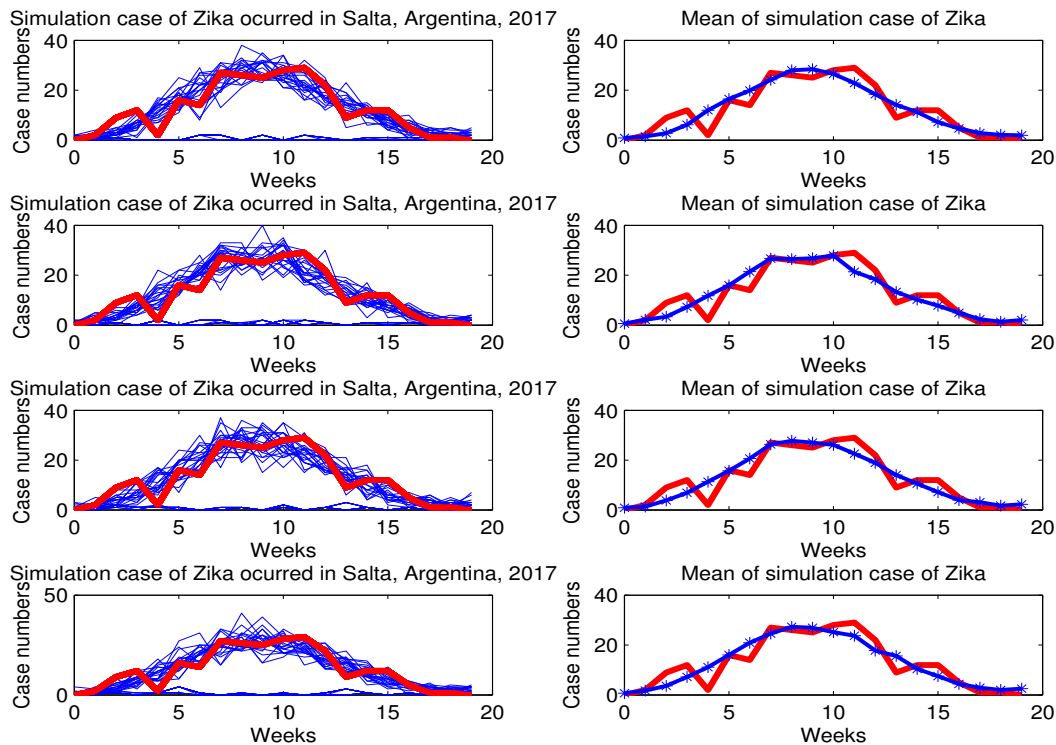 Simulation case of Zika ocurred in Salta, Argentina, 2017
Case numbers
40
20
0
0 5 10 15 20
Weeks
Mean of simulation case of Zika
Case numbers
40
20
0
0 5 10 15 20
Weeks
Simulation case of Zika ocurred in Salta, Argentina, 2017
Case numbers
40
20
0
0 5 10 15 20
Weeks
Mean of simulation case of Zika
Case numbers
40
20
0
0 5 10 15 20
Weeks
Simulation case of Zika ocurred in Salta, Argentina, 2017
Case numbers
40
20
0
0 5 10 15 20
Weeks
Mean of simulation case of Zika
Case numbers
40
20
0
0 5 10 15 20
Weeks
Simulation case of Zika ocurred in Salta, Argentina, 2017
Case numbers
50
0
0 5 10 15 20
Weeks
Mean of simulation case of Zika
Case numbers
40
20
0
0 5 10 15 20
Weeks